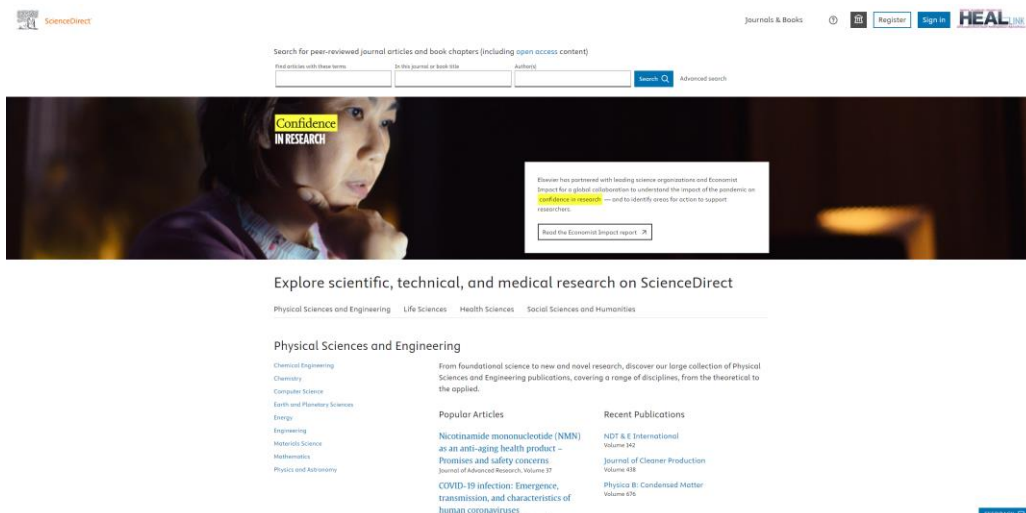 ScienceDirect
Journals & Books
Register
Sign in
HEAL LINK
Search for peer-reviewed journal articles and book chapters (including open access content)
Find articles with these terms
In this journal or book title
Author(s)
Search
Advanced search
Confidence
IN RESEARCH
Elsevier has partnered with leading science organizations and Economist
Impact for a global collaboration to understand the impact of the pandemic on
confidence in research — and to identify areas for action to support
researchers.
Read the Economist Impact report ↗
Explore scientific, technical, and medical research on ScienceDirect
Physical Sciences and Engineering Life Sciences Health Sciences Social Sciences and Humanities
Physical Sciences and Engineering
Chemical Engineering
Chemistry
Computer Science
Earth and Planetary Sciences
Energy
Engineering
Materials Science
Mathematics
Physics and Astronomy
From foundational science to new and novel research, discover our large collection of Physical
Sciences and Engineering publications, covering a range of disciplines, from the theoretical to
the applied.
Popular Articles
Nicotinamide mononucleotide (NMN)
as an anti-aging health product –
Promises and safety concerns
Journal of Advanced Research, Volume 37
COVID-19 infection: Emergence,
transmission, and characteristics of
human coronaviruses
Recent Publications
NDT & E International
Volume 142
Journal of Cleaner Production
Volume 438
Physica B: Condensed Matter
Volume 676